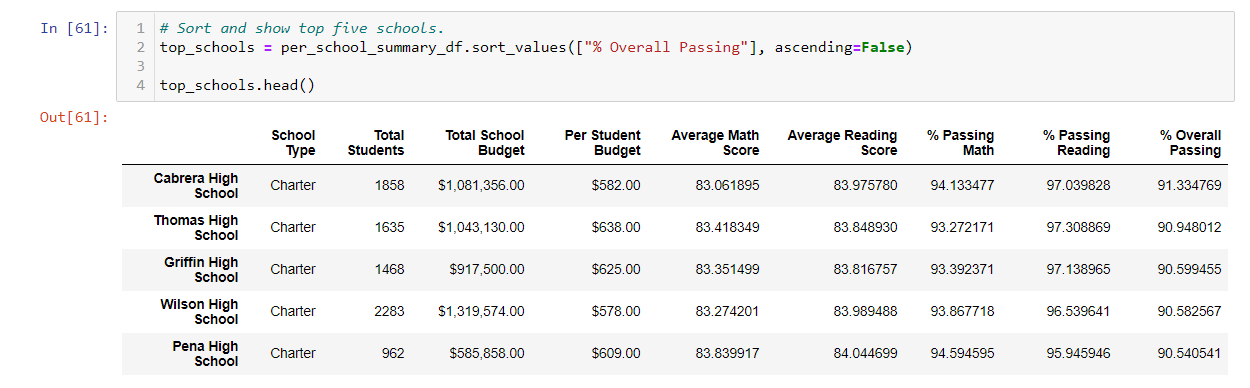 In [61]:
1 # Sort and show top five schools.
2 top_schools = per_school_summary_df.sort_values(["% Overall Passing"], ascending=False)
3
4 top_schools.head()
Out[61]:
School Type Total Students Total School Budget Per Student Budget Average Math Score Average Reading Score % Passing Math % Passing Reading % Overall Passing
Cabrera High School Charter 1858 $1,081,356.00 $582.00 83.061895 83.975780 94.133477 97.039828 91.334769
Thomas High School Charter 1635 $1,043,130.00 $638.00 83.418349 83.848930 93.272171 97.308869 90.948012
Griffin High School Charter 1468 $917,500.00 $625.00 83.351499 83.816757 93.392371 97.138965 90.599455
Wilson High School Charter 2283 $1,319,574.00 $578.00 83.274201 83.989488 93.867718 96.539641 90.582567
Pena High School Charter 962 $585,858.00 $609.00 83.839917 84.044699 94.594595 95.945946 90.540541